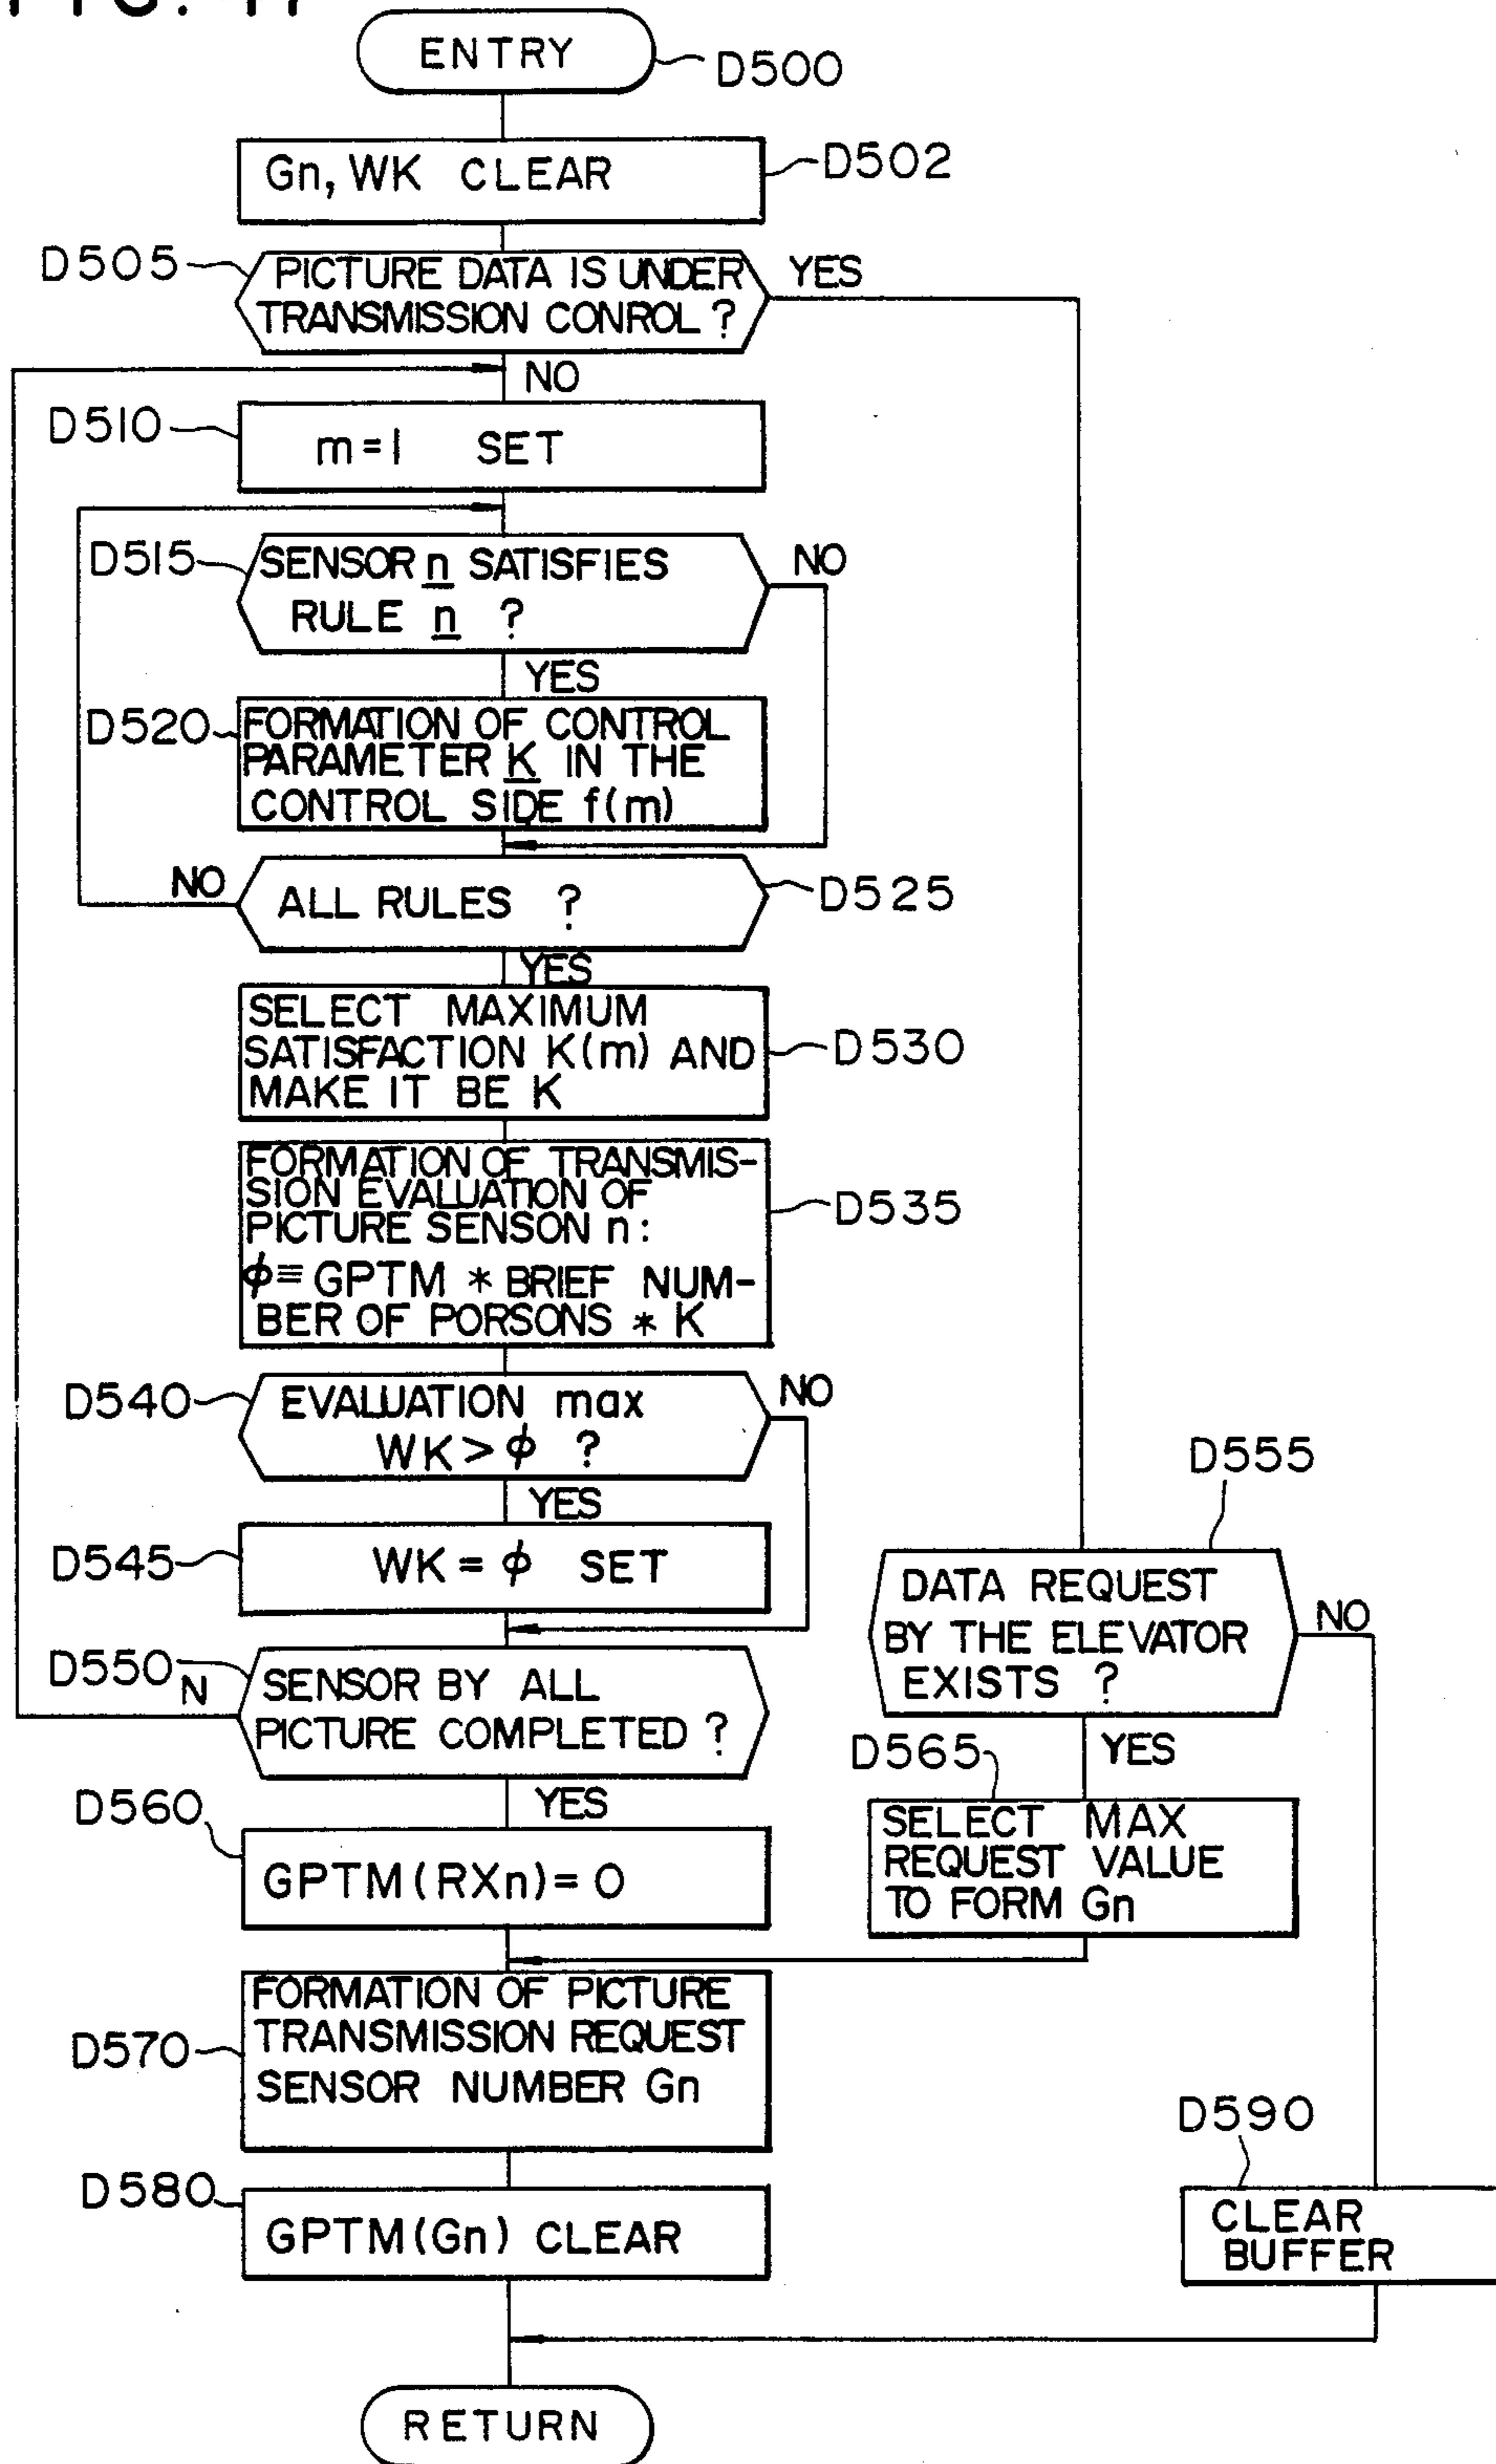 ENTRY
D500
Gn, WK CLEAR
D502
D505
PICTURE DATA IS UNDER
TRANSMISSION CONROL ?
YES
NO
D510
m=1 SET
D515
SENSOR n SATISFIES
RULE n ?
NO
YES
D520
FORMATION OF CONTROL
PARAMETER K IN THE
CONTROL SIDE f(m)
NO
ALL RULES ?
D525
YES
SELECT MAXIMUM
SATISFACTION K(m) AND
MAKE IT BE K
D530
FORMATION OF TRANSMIS-
SION EVALUATION OF
PICTURE SENSON n:
ϕ≡GPTM * BRIEF NUM-
BER OF PORSONS * K
D535
D540
EVALUATION max
WK > ϕ ?
NO
YES
D545
WK = ϕ SET
D550
N
SENSOR BY ALL
PICTURE COMPLETED ?
YES
D555
DATA REQUEST
BY THE ELEVATOR
EXISTS ?
NO
YES
D560
GPTM(RXn)=0
D565
SELECT MAX
REQUEST VALUE
TO FORM Gn
D570
FORMATION OF PICTURE
TRANSMISSION REQUEST
SENSOR NUMBER Gn
D580
GPTM(Gn) CLEAR
D590
CLEAR
BUFFER
RETURN